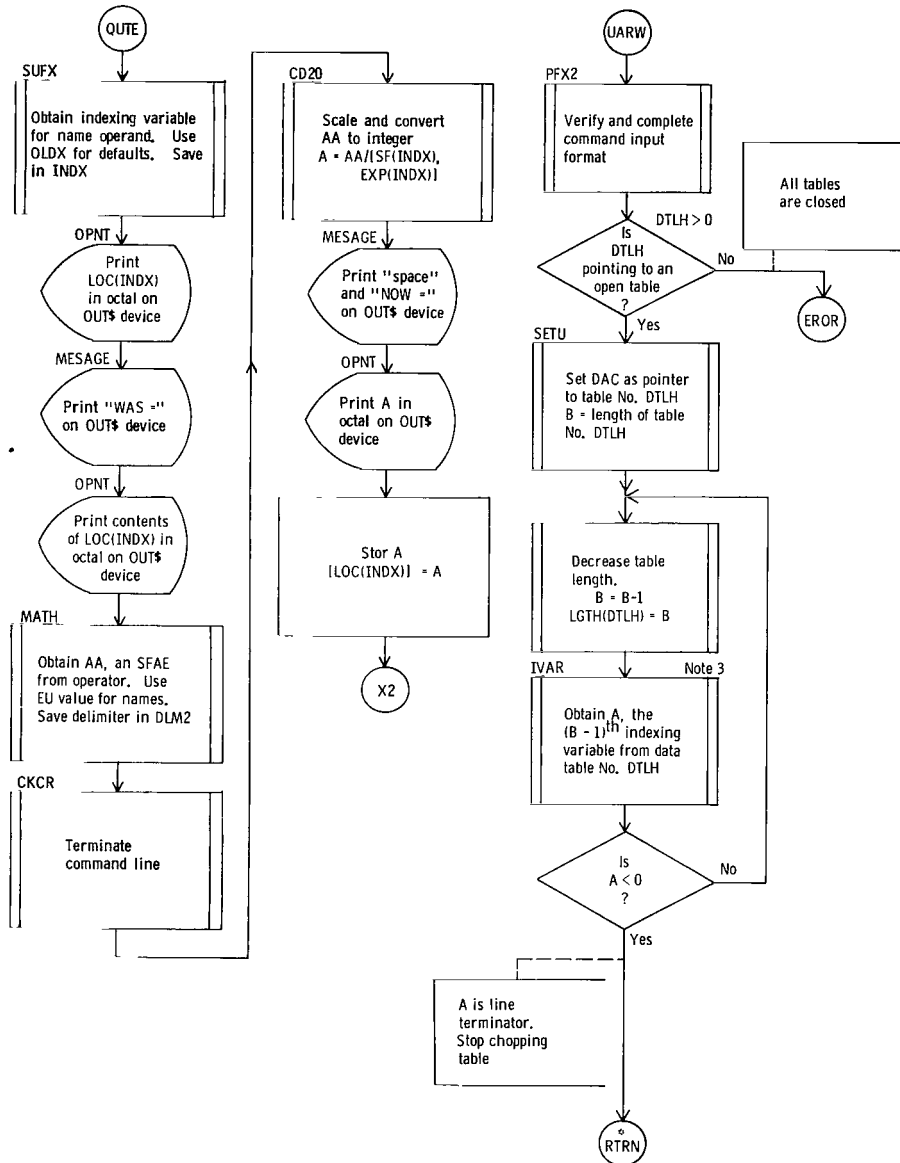 QUTE
SUFX
Obtain indexing variable
for name operand. Use
OLDX for defaults. Save
in INDX
OPNT
Print
LOC(INDX)
in octal on
OUT$ device
MESAGE
Print "WAS ="
on OUT$ device
OPNT
Print contents
of LOC(INDX) in
octal on OUT$
device
MATH
Obtain AA, an SFAE
from operator. Use
EU value for names.
Save delimiter in DLM2
CKCR
Terminate
command line
CD20
Scale and convert
AA to integer
A = AA/[SF(INDX),
EXP(INDX)]
MESAGE
Print "space"
and "NOW ="
on OUT$ device
OPNT
Print A in
octal on OUT$
device
Stor A
[LOC(INDX)] = A
X2
UARW
PFX2
Verify and complete
command input
format
DTLH > 0
Is
DTLH
pointing to an
open table
?
No
Yes
All tables
are closed
EROR
SETU
Set DAC as pointer
to table No. DTLH
B = length of table
No. DTLH
Decrease table
length.
B = B-1
LGTH(DTLH) = B
IVAR
Note 3
Obtain A, the
(B - 1)th indexing
variable from data
table No. DTLH
Is
A < 0
?
No
Yes
A is line
terminator.
Stop chopping
table
*
RTRN